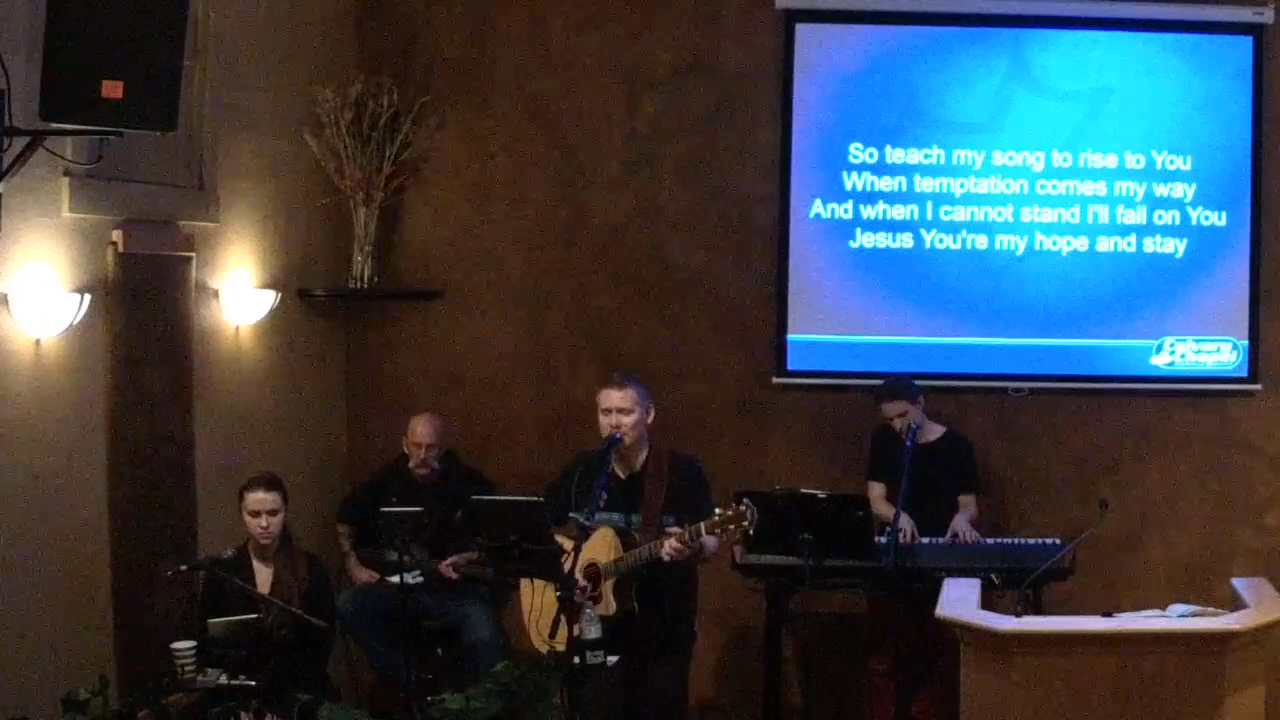 So teach my song to rise to You
When temptation comes my way
And when I cannot stand I'll fall on You
Jesus You're my hope and stay
Calvary
Chapel